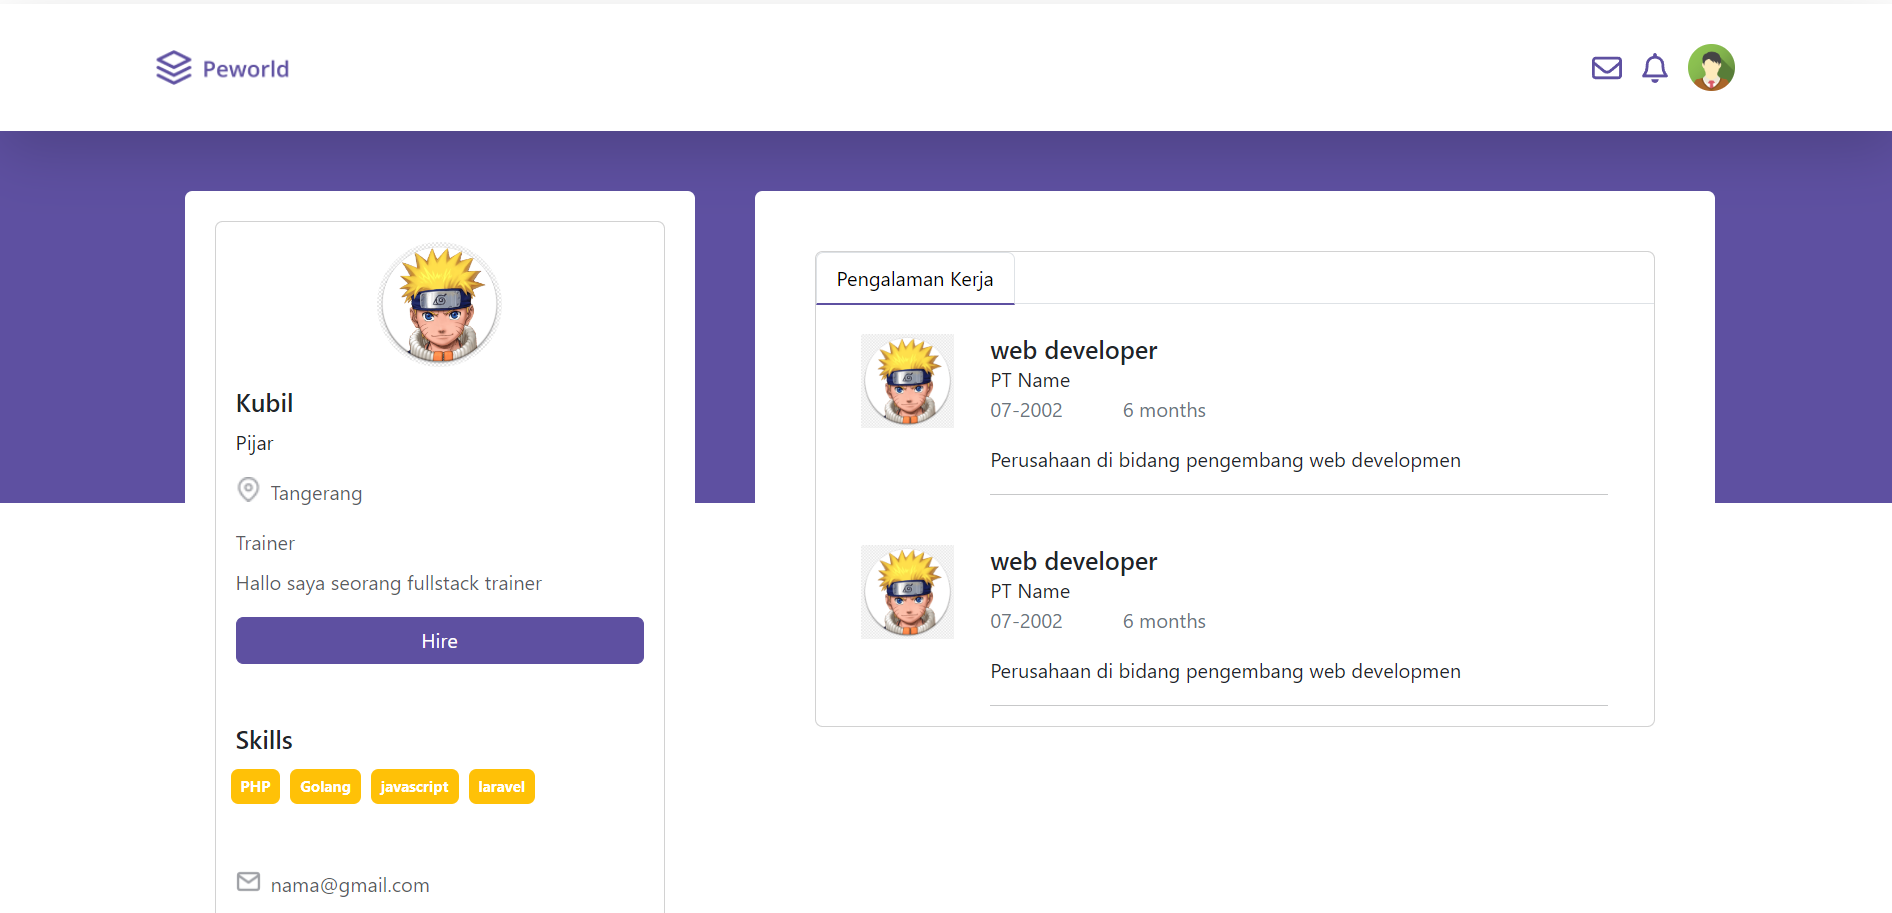 Peworld
Kubil
Pijar
Tangerang
Trainer
Hallo saya seorang fullstack trainer
Hire
Skills
PHP Golang javascript laravel
nama@gmail.com
Pengalaman Kerja
web developer
PT Name
07-2002 6 months
Perusahaan di bidang pengembang web developmen
web developer
PT Name
07-2002 6 months
Perusahaan di bidang pengembang web developmen